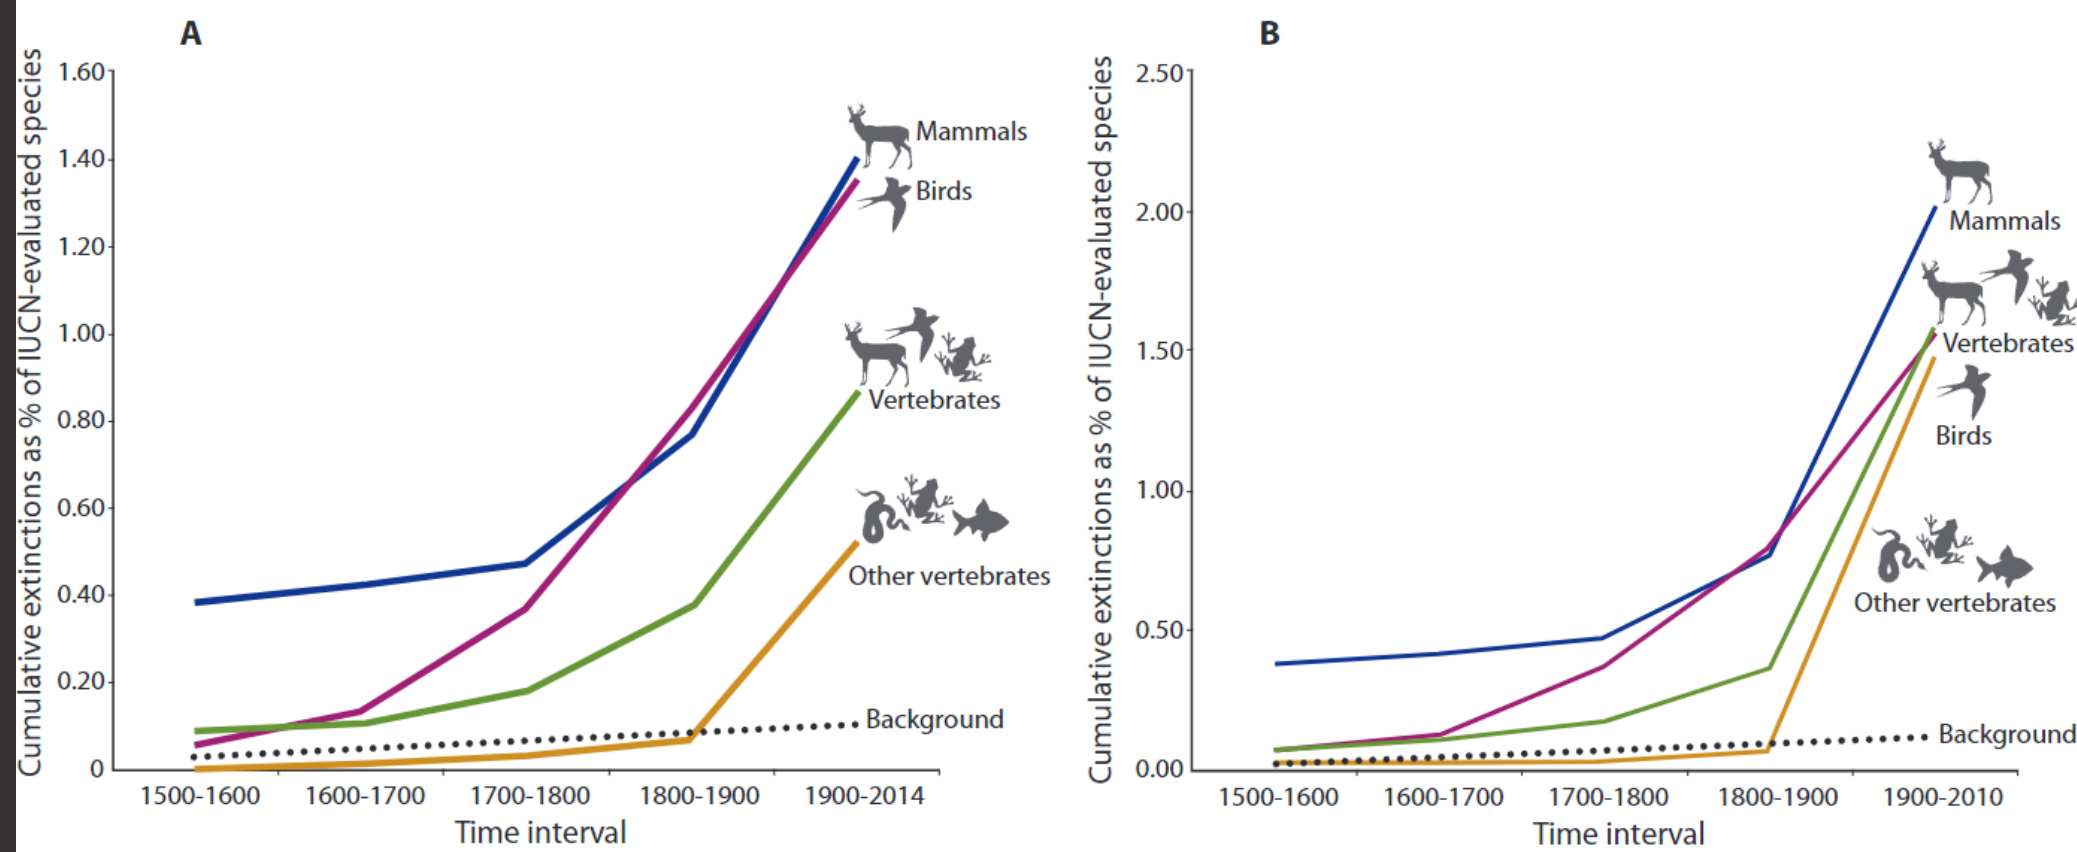 A
Cumulative extinctions as % of IUCN-evaluated species
1.60
1.40
1.20
1.00
0.80
0.60
0.40
0.20
0
Mammals
Birds
Vertebrates
Other vertebrates
Background
1500-1600 1600-1700 1700-1800 1800-1900 1900-2014
Time interval
B
Cumulative extinctions as % of IUCN-evaluated species
2.50
2.00
1.50
1.00
0.50
0.00
Mammals
Vertebrates
Birds
Other vertebrates
Background
1500-1600 1600-1700 1700-1800 1800-1900 1900-2010
Time interval